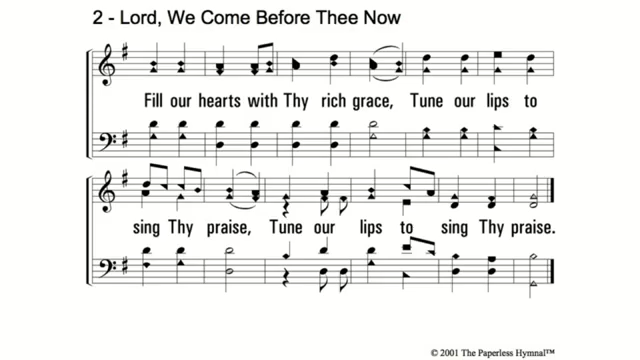 2 - Lord, We Come Before Thee Now
Fill our hearts with Thy rich grace, Tune our lips to
sing Thy praise, Tune our lips to sing Thy praise.
© 2001 The Paperless Hymnal™